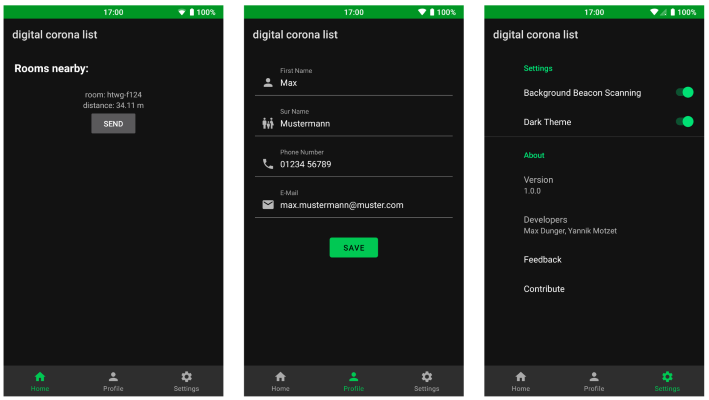 17:00 100%
digital corona list
Rooms nearby:
room: htwg-f124
distance: 34.11 m
SEND
Home Profile Settings
17:00 100%
digital corona list
First Name
Max
Sur Name
Mustermann
Phone Number
01234 56789
E-Mail
max.mustermann@muster.com
SAVE
Home Profile Settings
17:00 100%
digital corona list
Settings
Background Beacon Scanning
Dark Theme
About
Version
1.0.0
Developers
Max Dunger, Yannik Motzet
Feedback
Contribute
Home Profile Settings